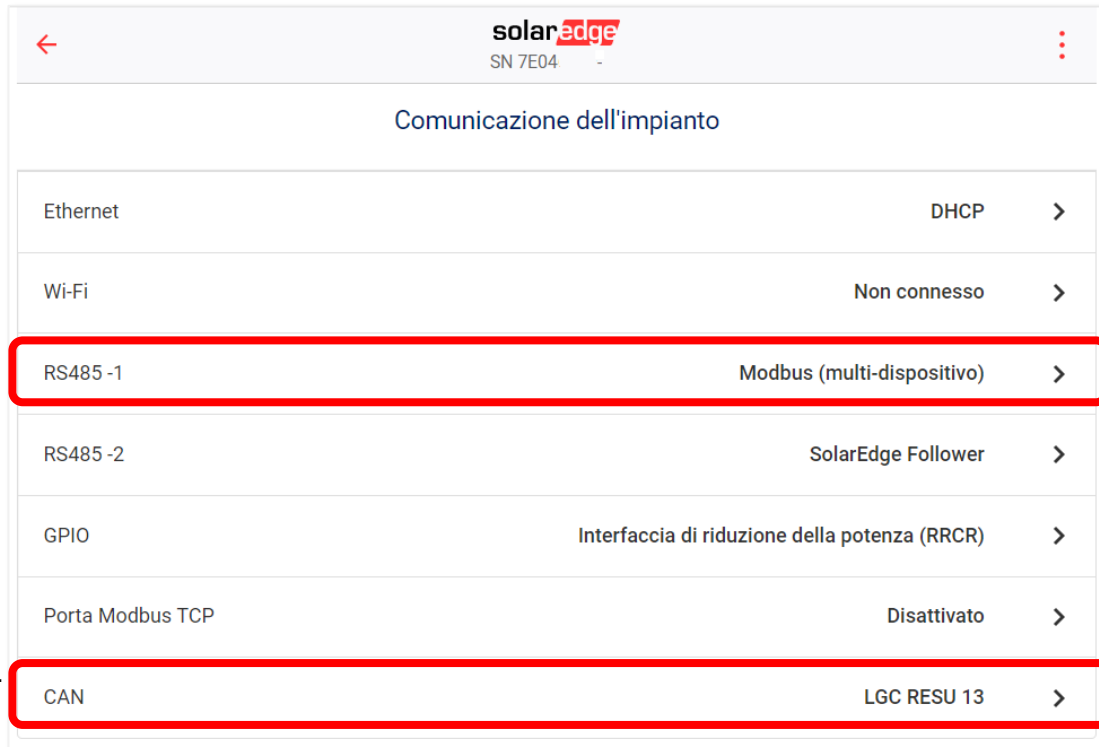 solaredge
SN 7E04 -
Comunicazione dell'impianto
Ethernet DHCP
Wi-Fi Non connesso
RS485 -1 Modbus (multi-dispositivo)
RS485 -2 SolarEdge Follower
GPIO Interfaccia di riduzione della potenza (RRCR)
Porta Modbus TCP Disattivato
CAN LGC RESU 13